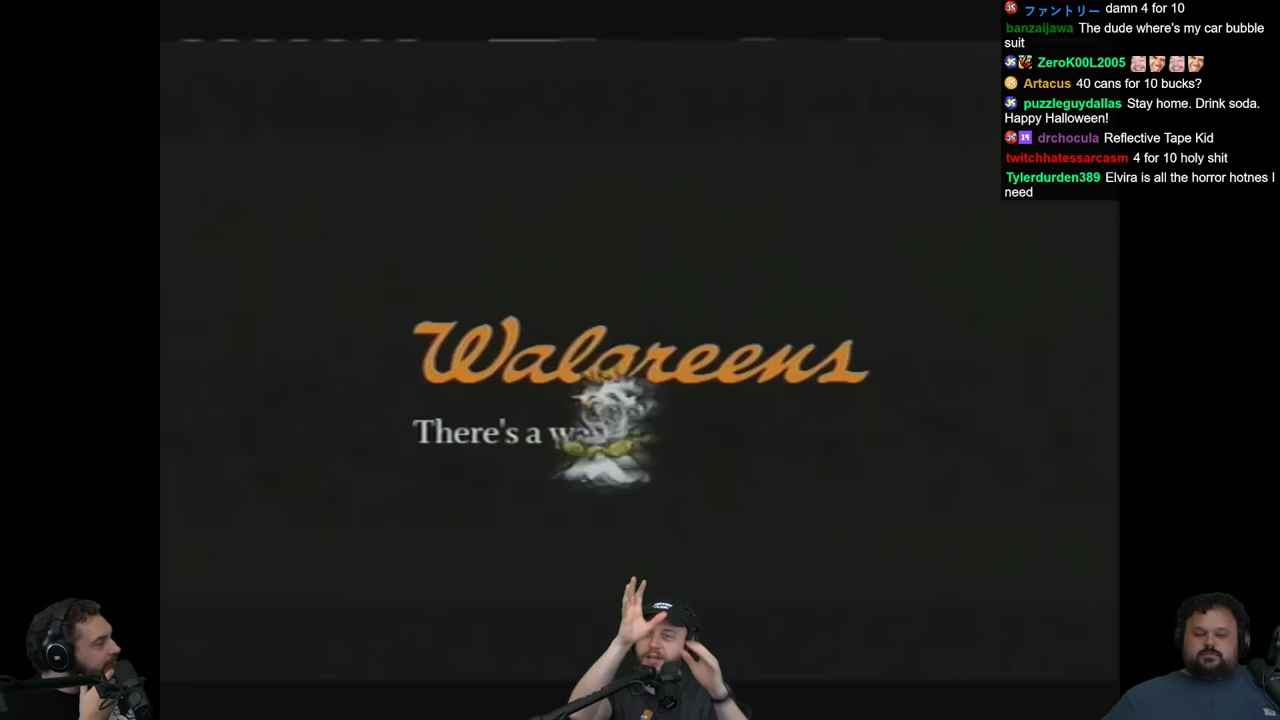 ファントリー damn 4 for 10
banzaijawa The dude where's my car bubble
suit
ZeroK00L2005
Artacus 40 cans for 10 bucks?
puzzleguydallas Stay home. Drink soda.
Happy Halloween!
drchocula Reflective Tape Kid
twitchhatessarcasm 4 for 10 holy shit
Tylerdurden389 Elvira is all the horror hotnes I
need
Walgreens
There's a